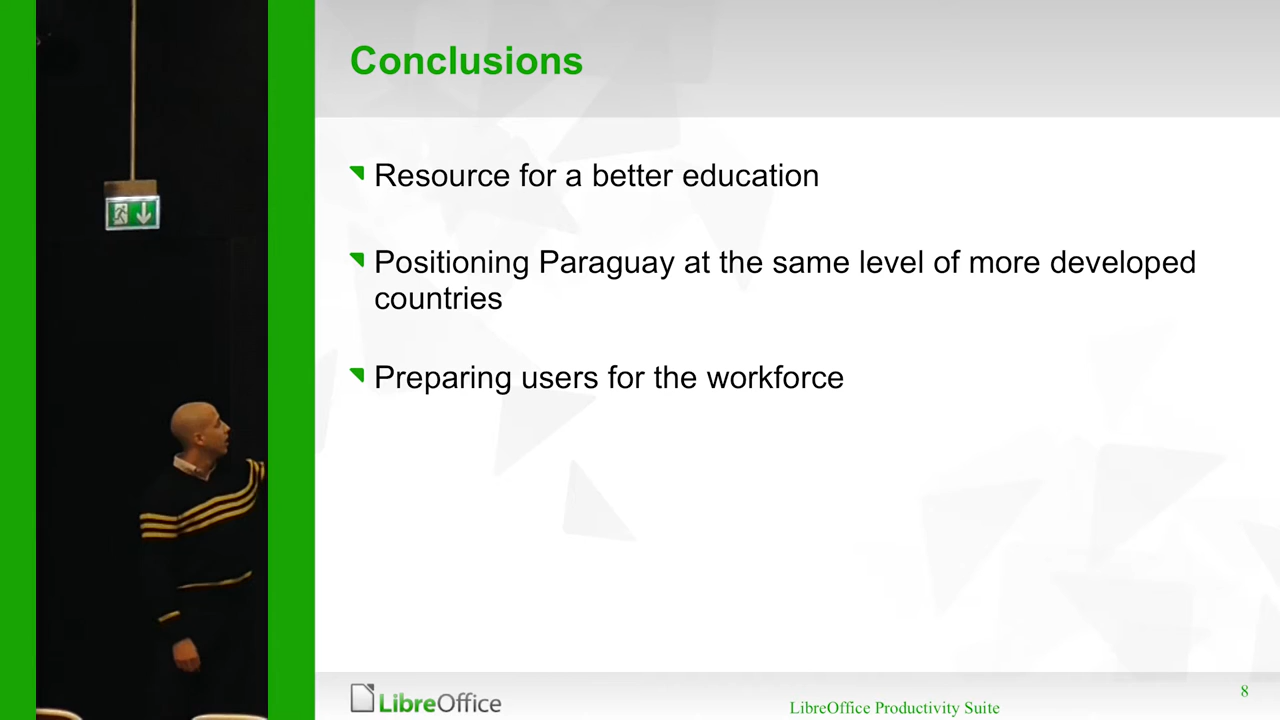 Conclusions
Resource for a better education
Positioning Paraguay at the same level of more developed
countries
Preparing users for the workforce
LibreOffice
LibreOffice Productivity Suite
8